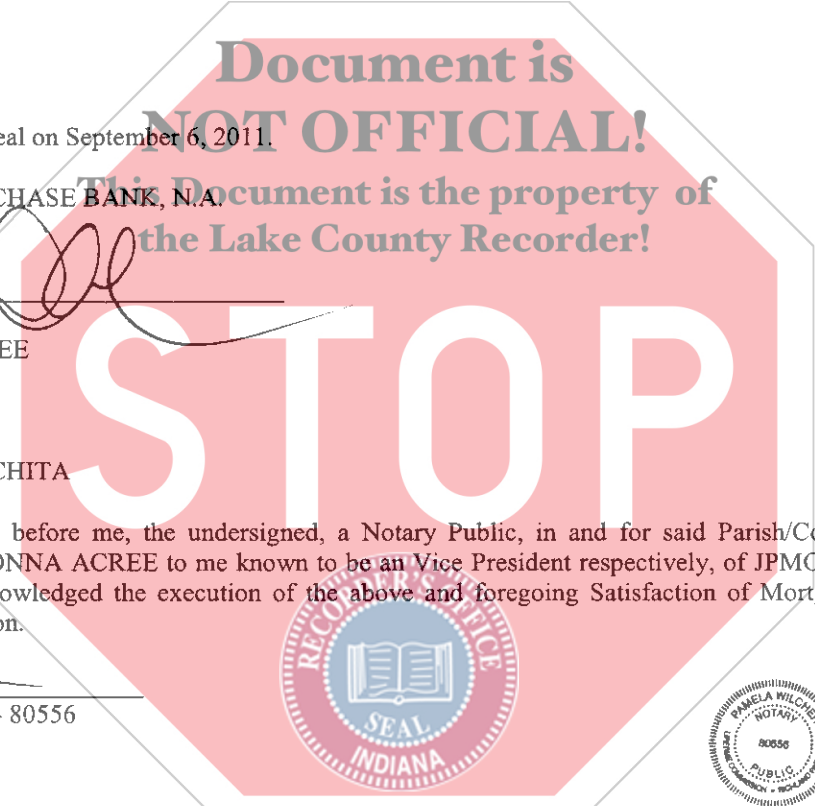 Document is
NOT OFFICIAL!
eal on September 6, 2011.
This Document is the property of
CHASE BANK, N.A.
the Lake County Recorder!
STOP
EE
CHITA
before me, the undersigned, a Notary Public, in and for said Parish/Co
ONNA ACREE to me known to be an Vice President respectively, of JPMC
owledged the execution of the above and foregoing Satisfaction of Mort
on.
RECORDER'S OFFICE
SEAL
INDIANA
- 80556
PAMELA WILCHE
NOTARY
80556
PUBLIC